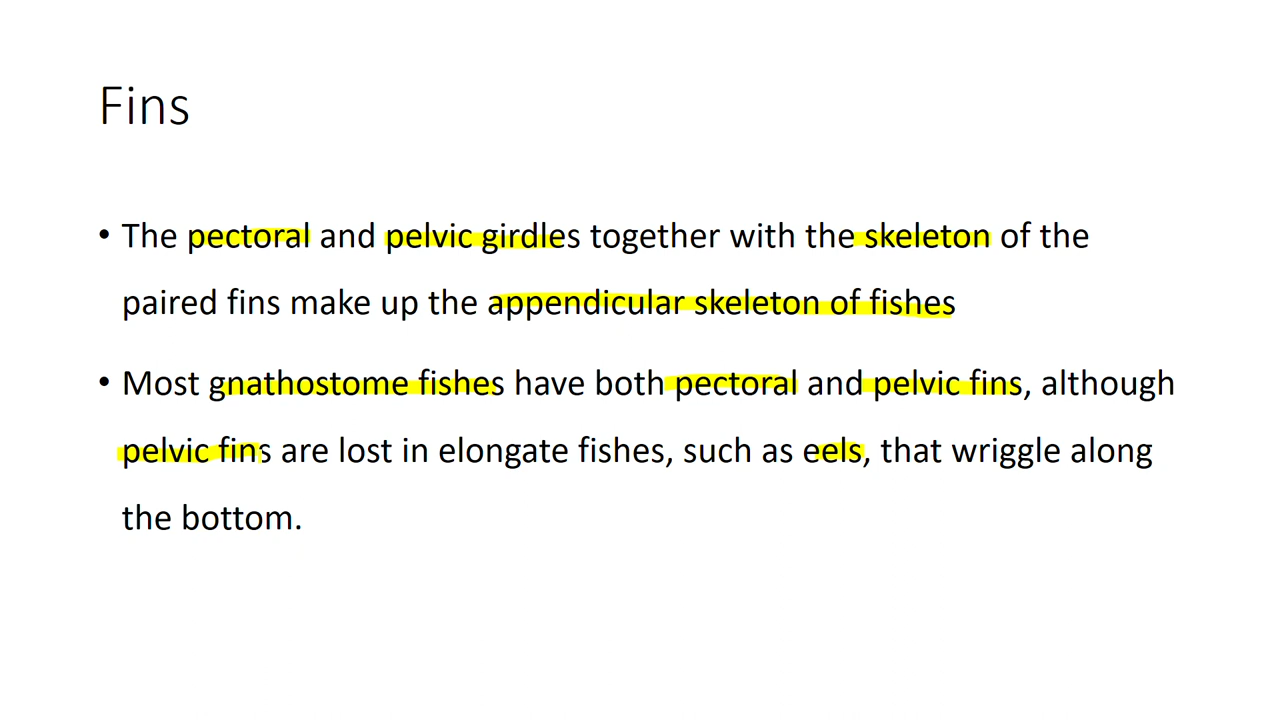 Fins
• The pectoral and pelvic girdles together with the skeleton of the
paired fins make up the appendicular skeleton of fishes
• Most gnathostome fishes have both pectoral and pelvic fins, although
pelvic fins are lost in elongate fishes, such as eels, that wriggle along
the bottom.